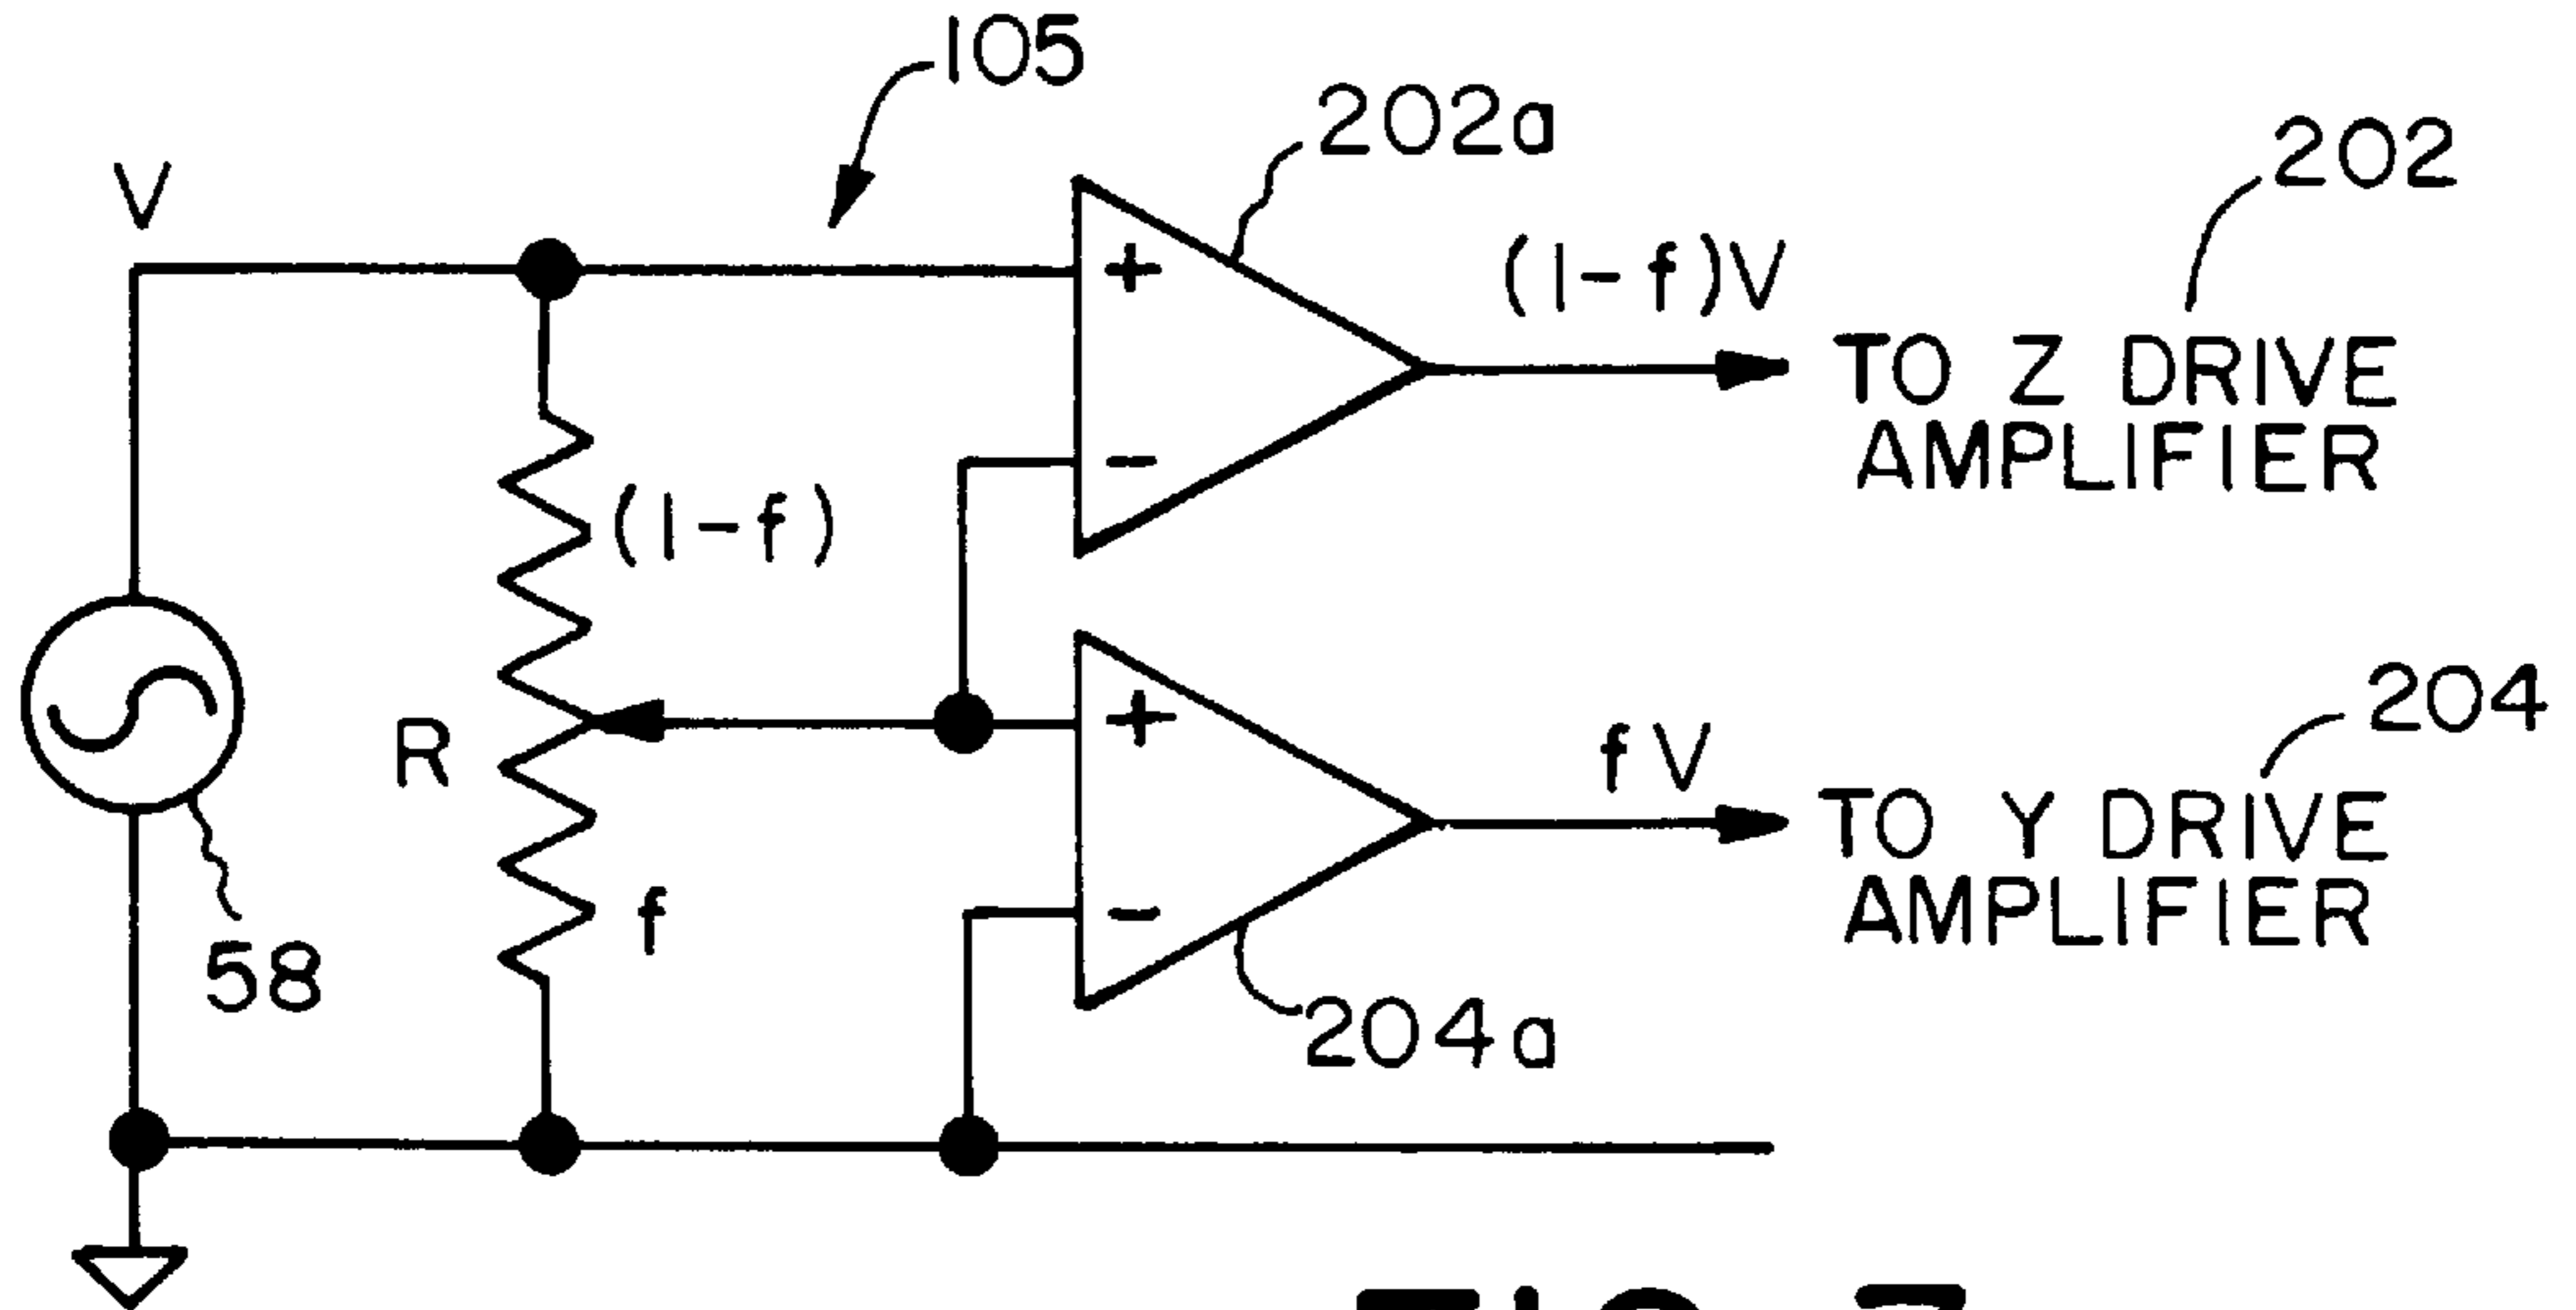 105
202a
202
V
+
(1-f)V
TO Z DRIVE
AMPLIFIER
-
(1-f)
204
R
+
fV
TO Y DRIVE
AMPLIFIER
f
-
58
204a